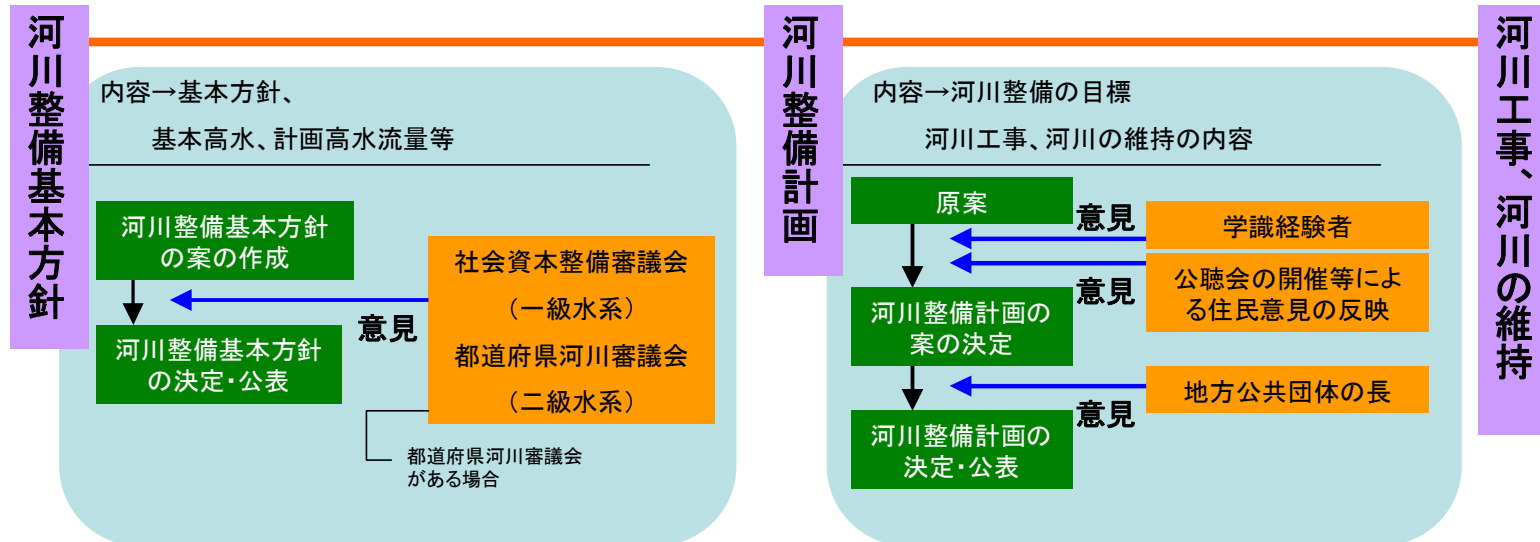 河川整備基本方針
内容→基本方針、
基本高水、計画高水流量等
河川整備基本方針
の案の作成
河川整備基本方針
の決定・公表
意見
社会資本整備審議会
（一級水系）
都道府県河川審議会
（二級水系）
都道府県河川審議会
がある場合
河川整備計画
内容→河川整備の目標
河川工事、河川の維持の内容
原案
意見
学識経験者
意見
公聴会の開催等によ
る住民意見の反映
河川整備計画の
案の決定
意見
地方公共団体の長
河川整備計画の
決定・公表
河川工事、河川の維持